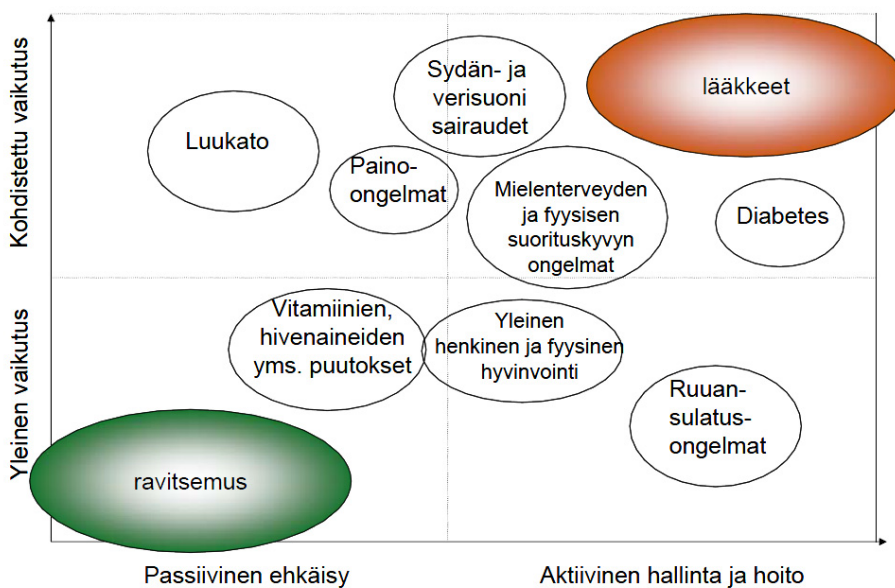 Kohdistettu vaikutus
Yleinen vaikutus
Sydän- ja
verisuoni
sairaudet
lääkkeet
Luukato
Paino-
ongelmat
Mielenterveyden
ja fyysisen
suorituskyvyn
ongelmat
Diabetes
Vitamiinien,
hivenaineiden
yms. puutokset
Yleinen
henkinen ja fyysinen
hyvinvointi
Ruuan-
sulatus-
ongelmat
ravitsemus
Passiivinen ehkäisy
Aktiivinen hallinta ja hoito